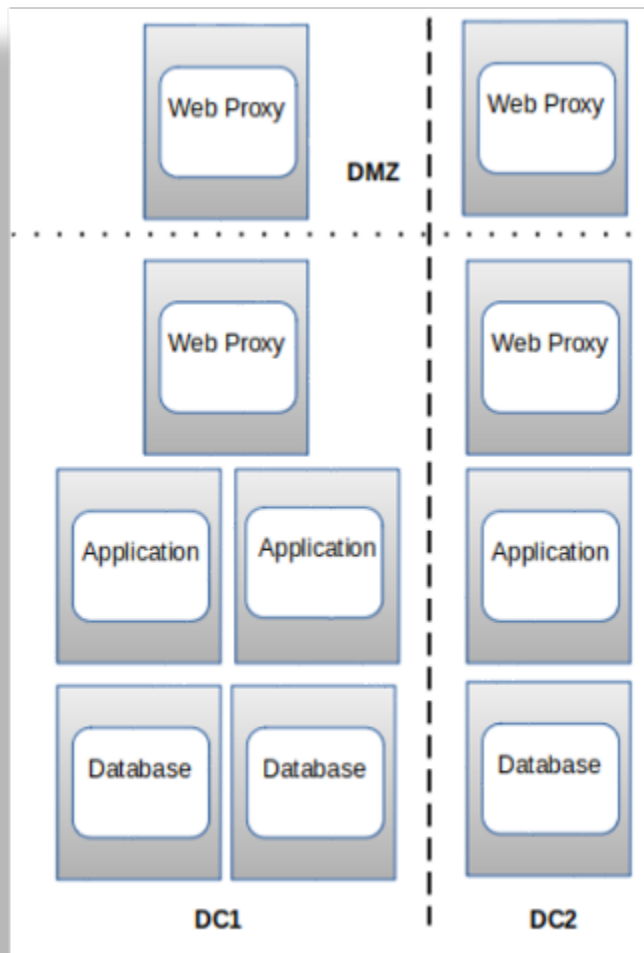 Web Proxy
Web Proxy
DMZ
Web Proxy
Web Proxy
Application
Application
Application
Database
Database
Database
DC1
DC2